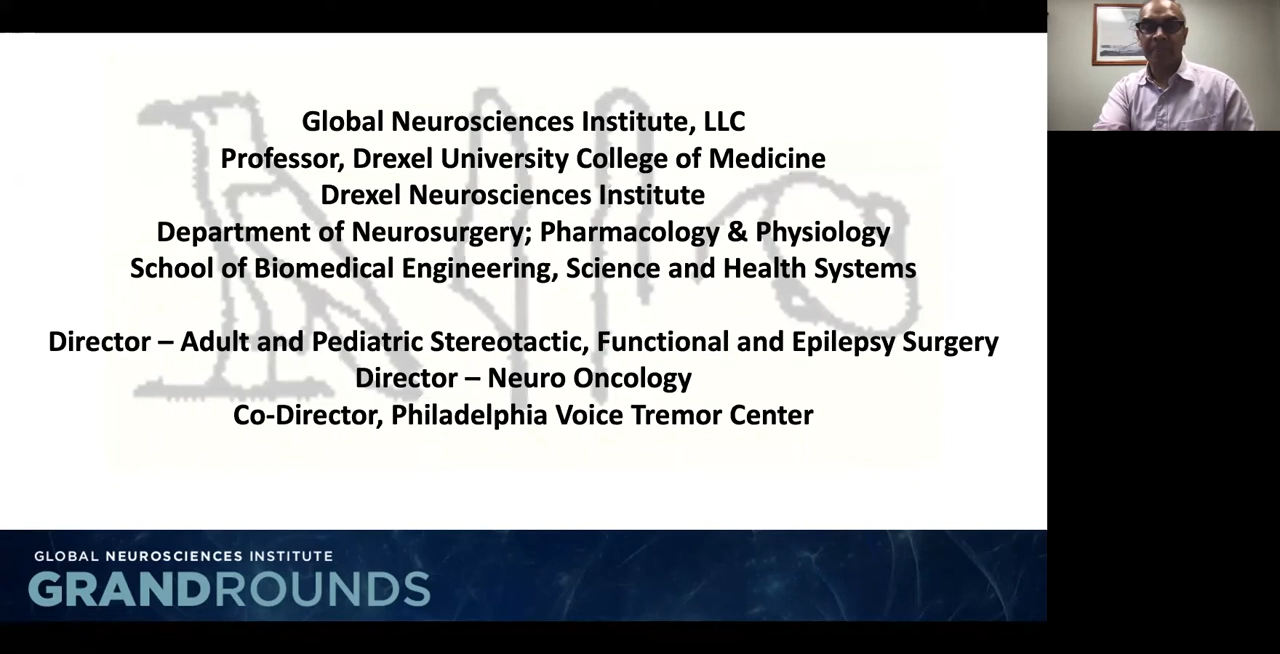 Global Neurosciences Institute, LLC
Professor, Drexel University College of Medicine
Drexel Neurosciences Institute
Department of Neurosurgery; Pharmacology & Physiology
School of Biomedical Engineering, Science and Health Systems
Director – Adult and Pediatric Stereotactic, Functional and Epilepsy Surgery
Director – Neuro Oncology
Co-Director, Philadelphia Voice Tremor Center
GLOBAL NEUROSCIENCES INSTITUTE
GRANDROUNDS